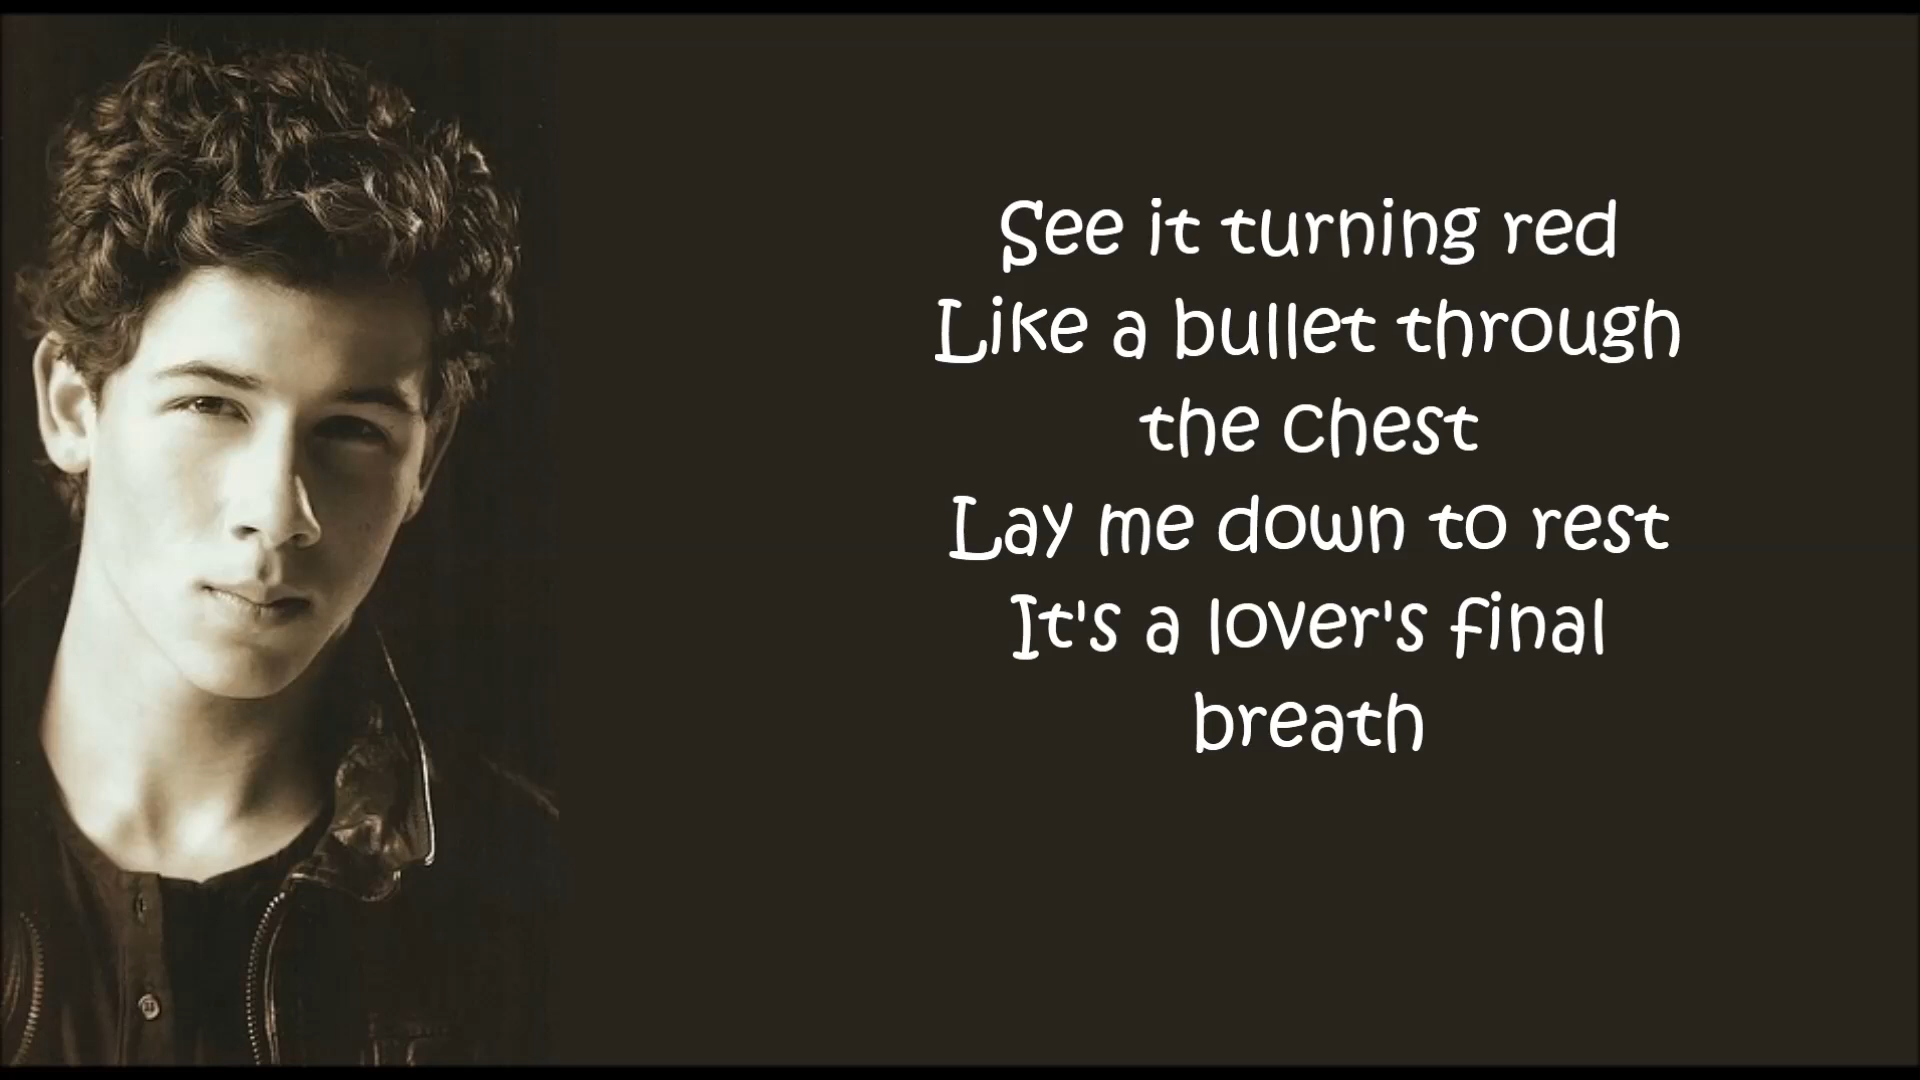 See it turning red
Like a bullet through
the chest
Lay me down to rest
It's a lover's final
breath